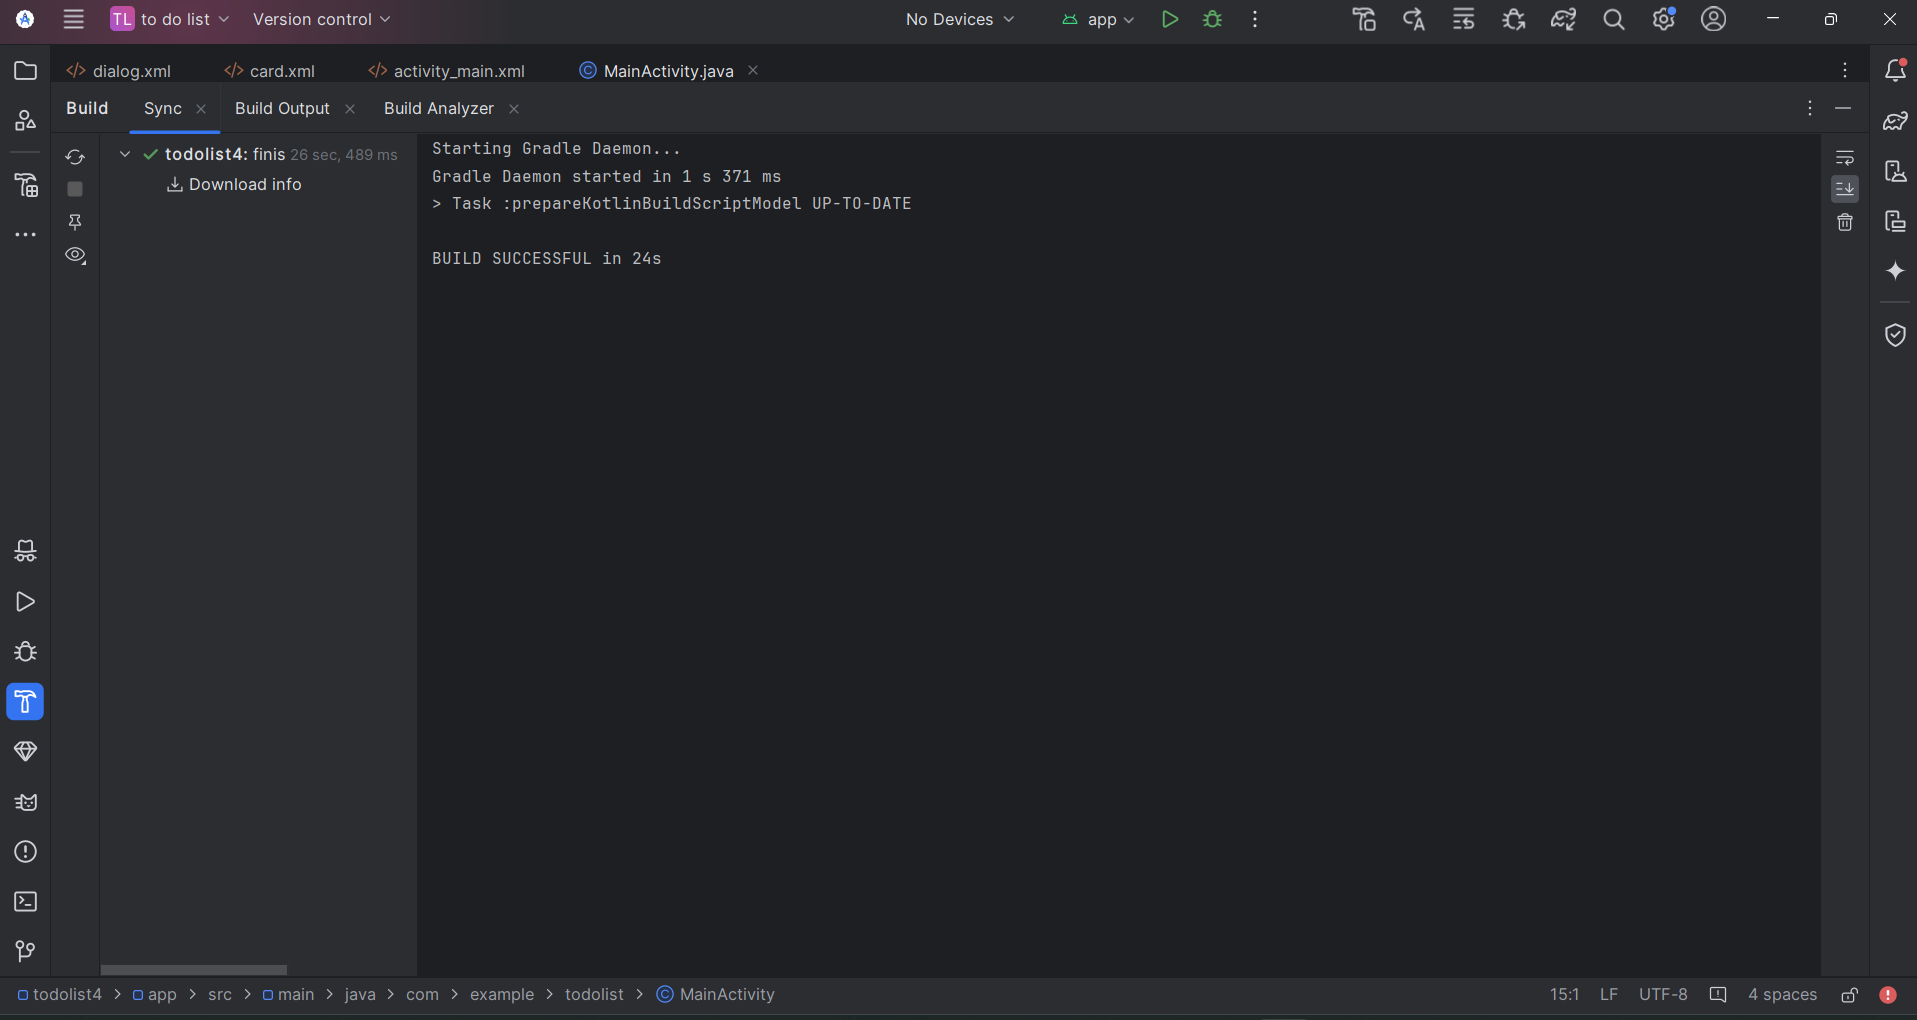 TL to do list Version control No Devices app
dialog.xml card.xml activity_main.xml MainActivity.java
Build Sync Build Output Build Analyzer
todolist4: finis 26 sec, 489 ms
Download info
Starting Gradle Daemon...
Gradle Daemon started in 1 s 371 ms
> Task :prepareKotlinBuildScriptModel UP-TO-DATE
BUILD SUCCESSFUL in 24s
todolist4 > app > src > main > java > com > example > todolist > MainActivity 15:1 LF UTF-8 4 spaces